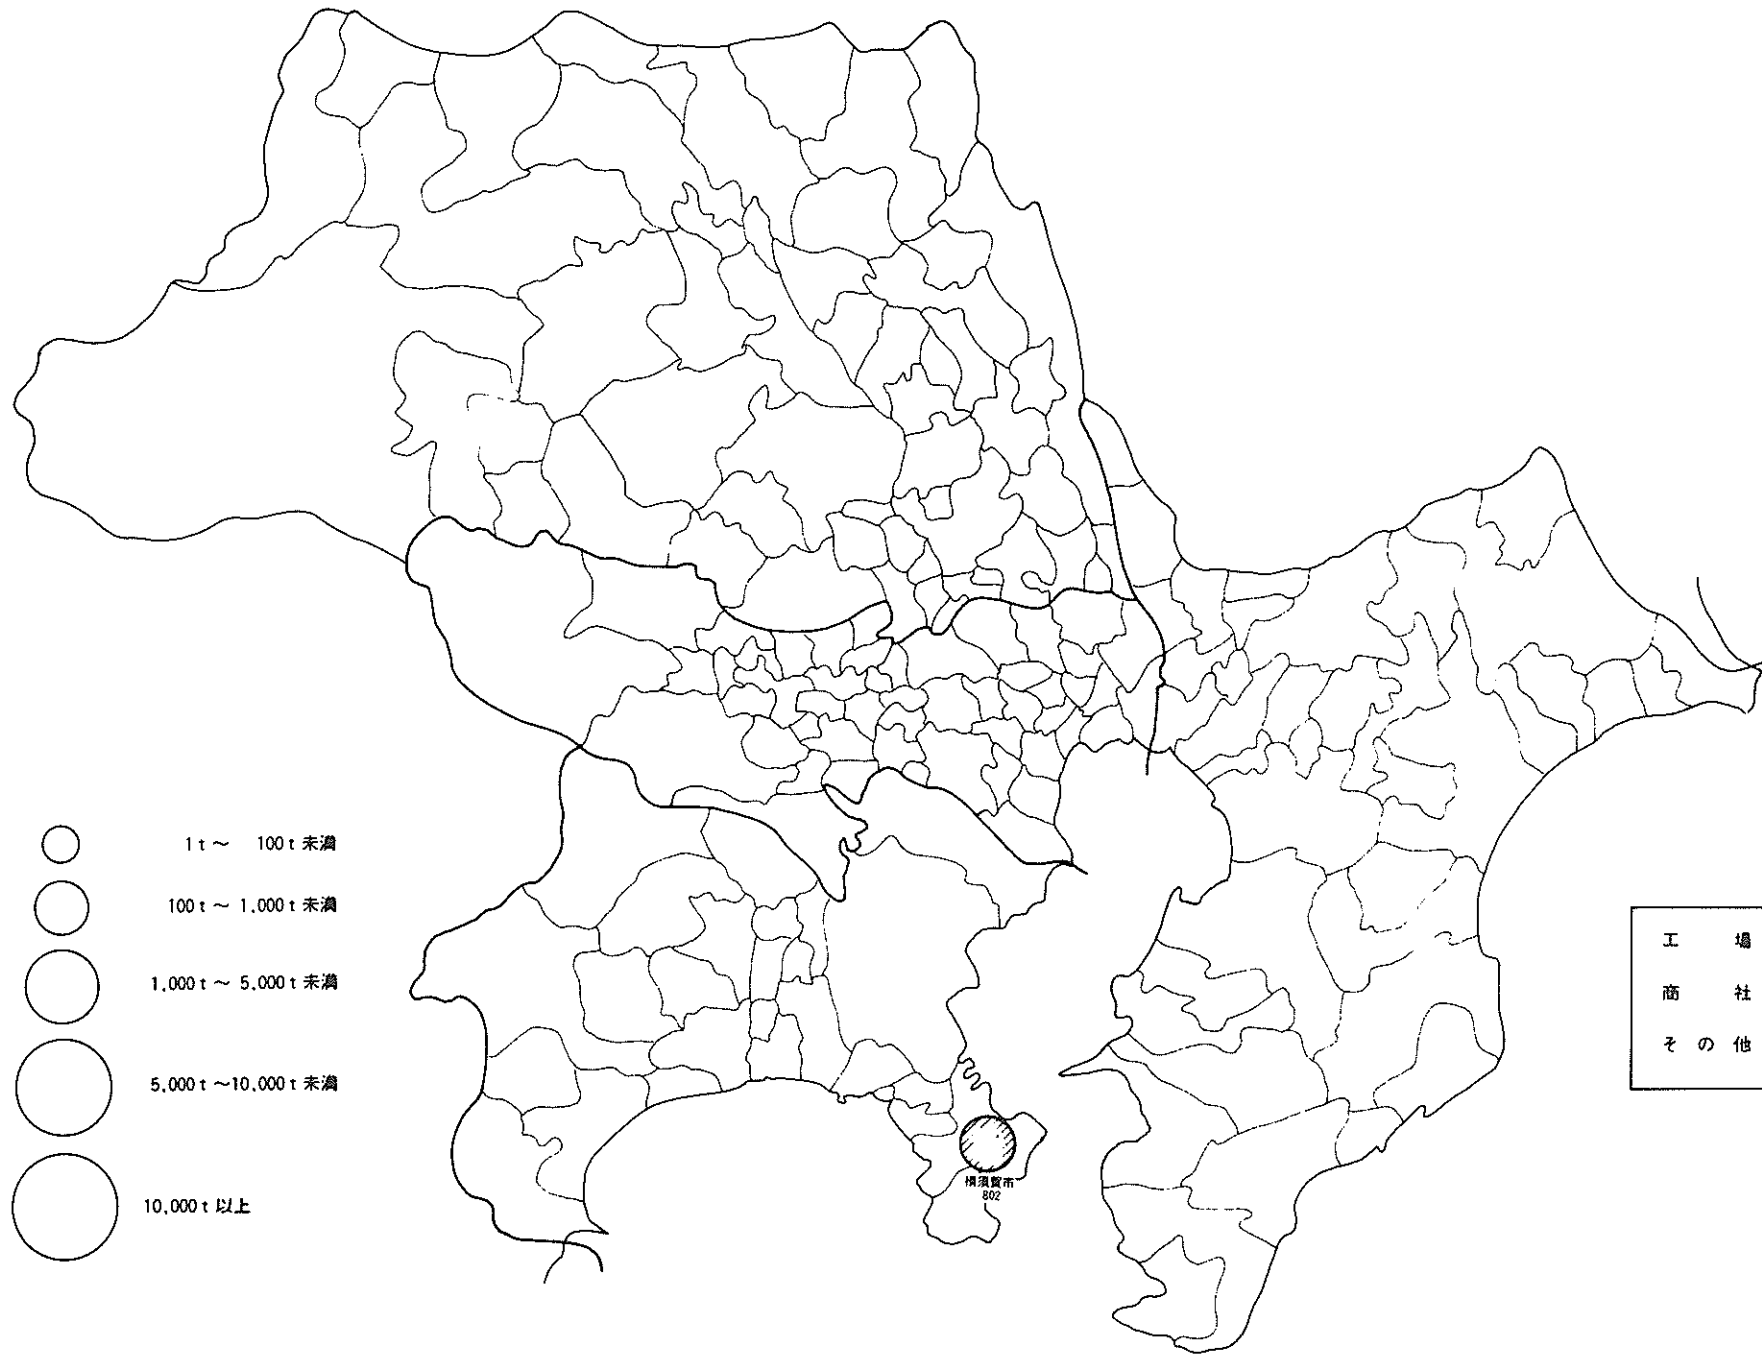 1t～ 100t未満
100t～1,000t未満
1,000t～5,000t未満
5,000t～10,000t未満
10,000t以上
横須賀市
802
工場
商社
その他